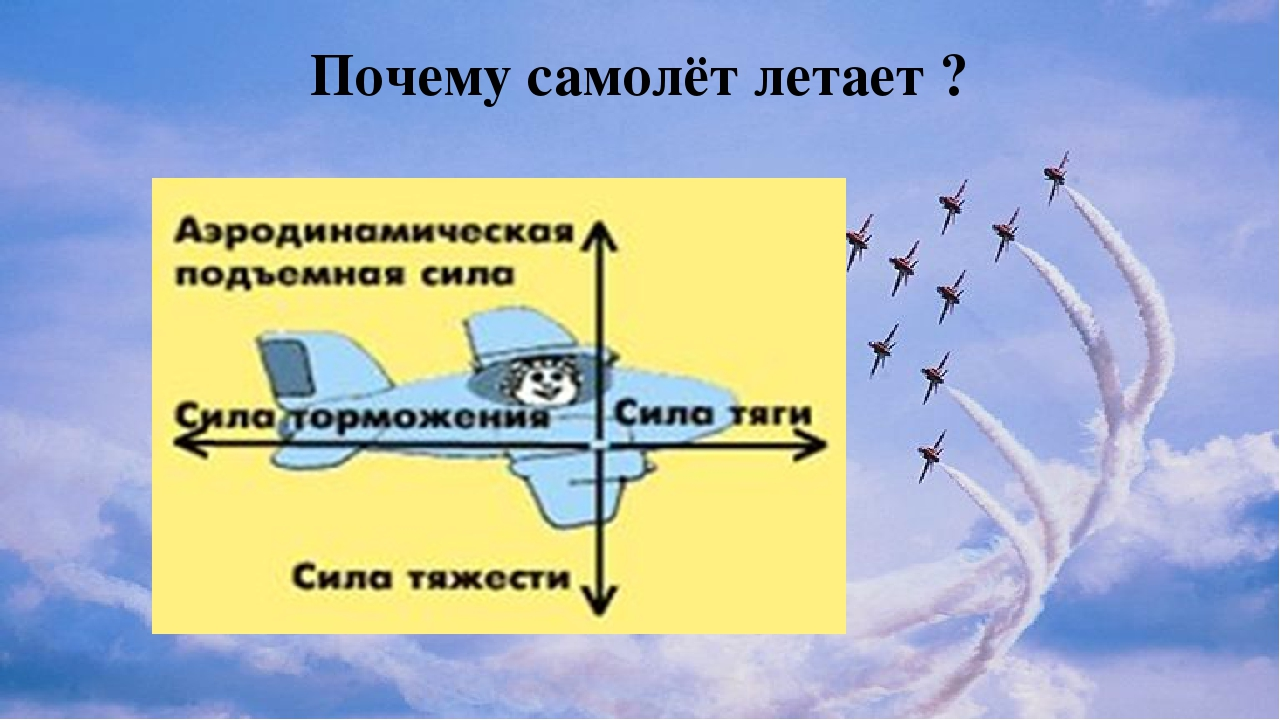 Почему самолёт летает ?
Аэродинамическая
подъемная сила
Сила торможения
Сила тяги
Сила тяжести